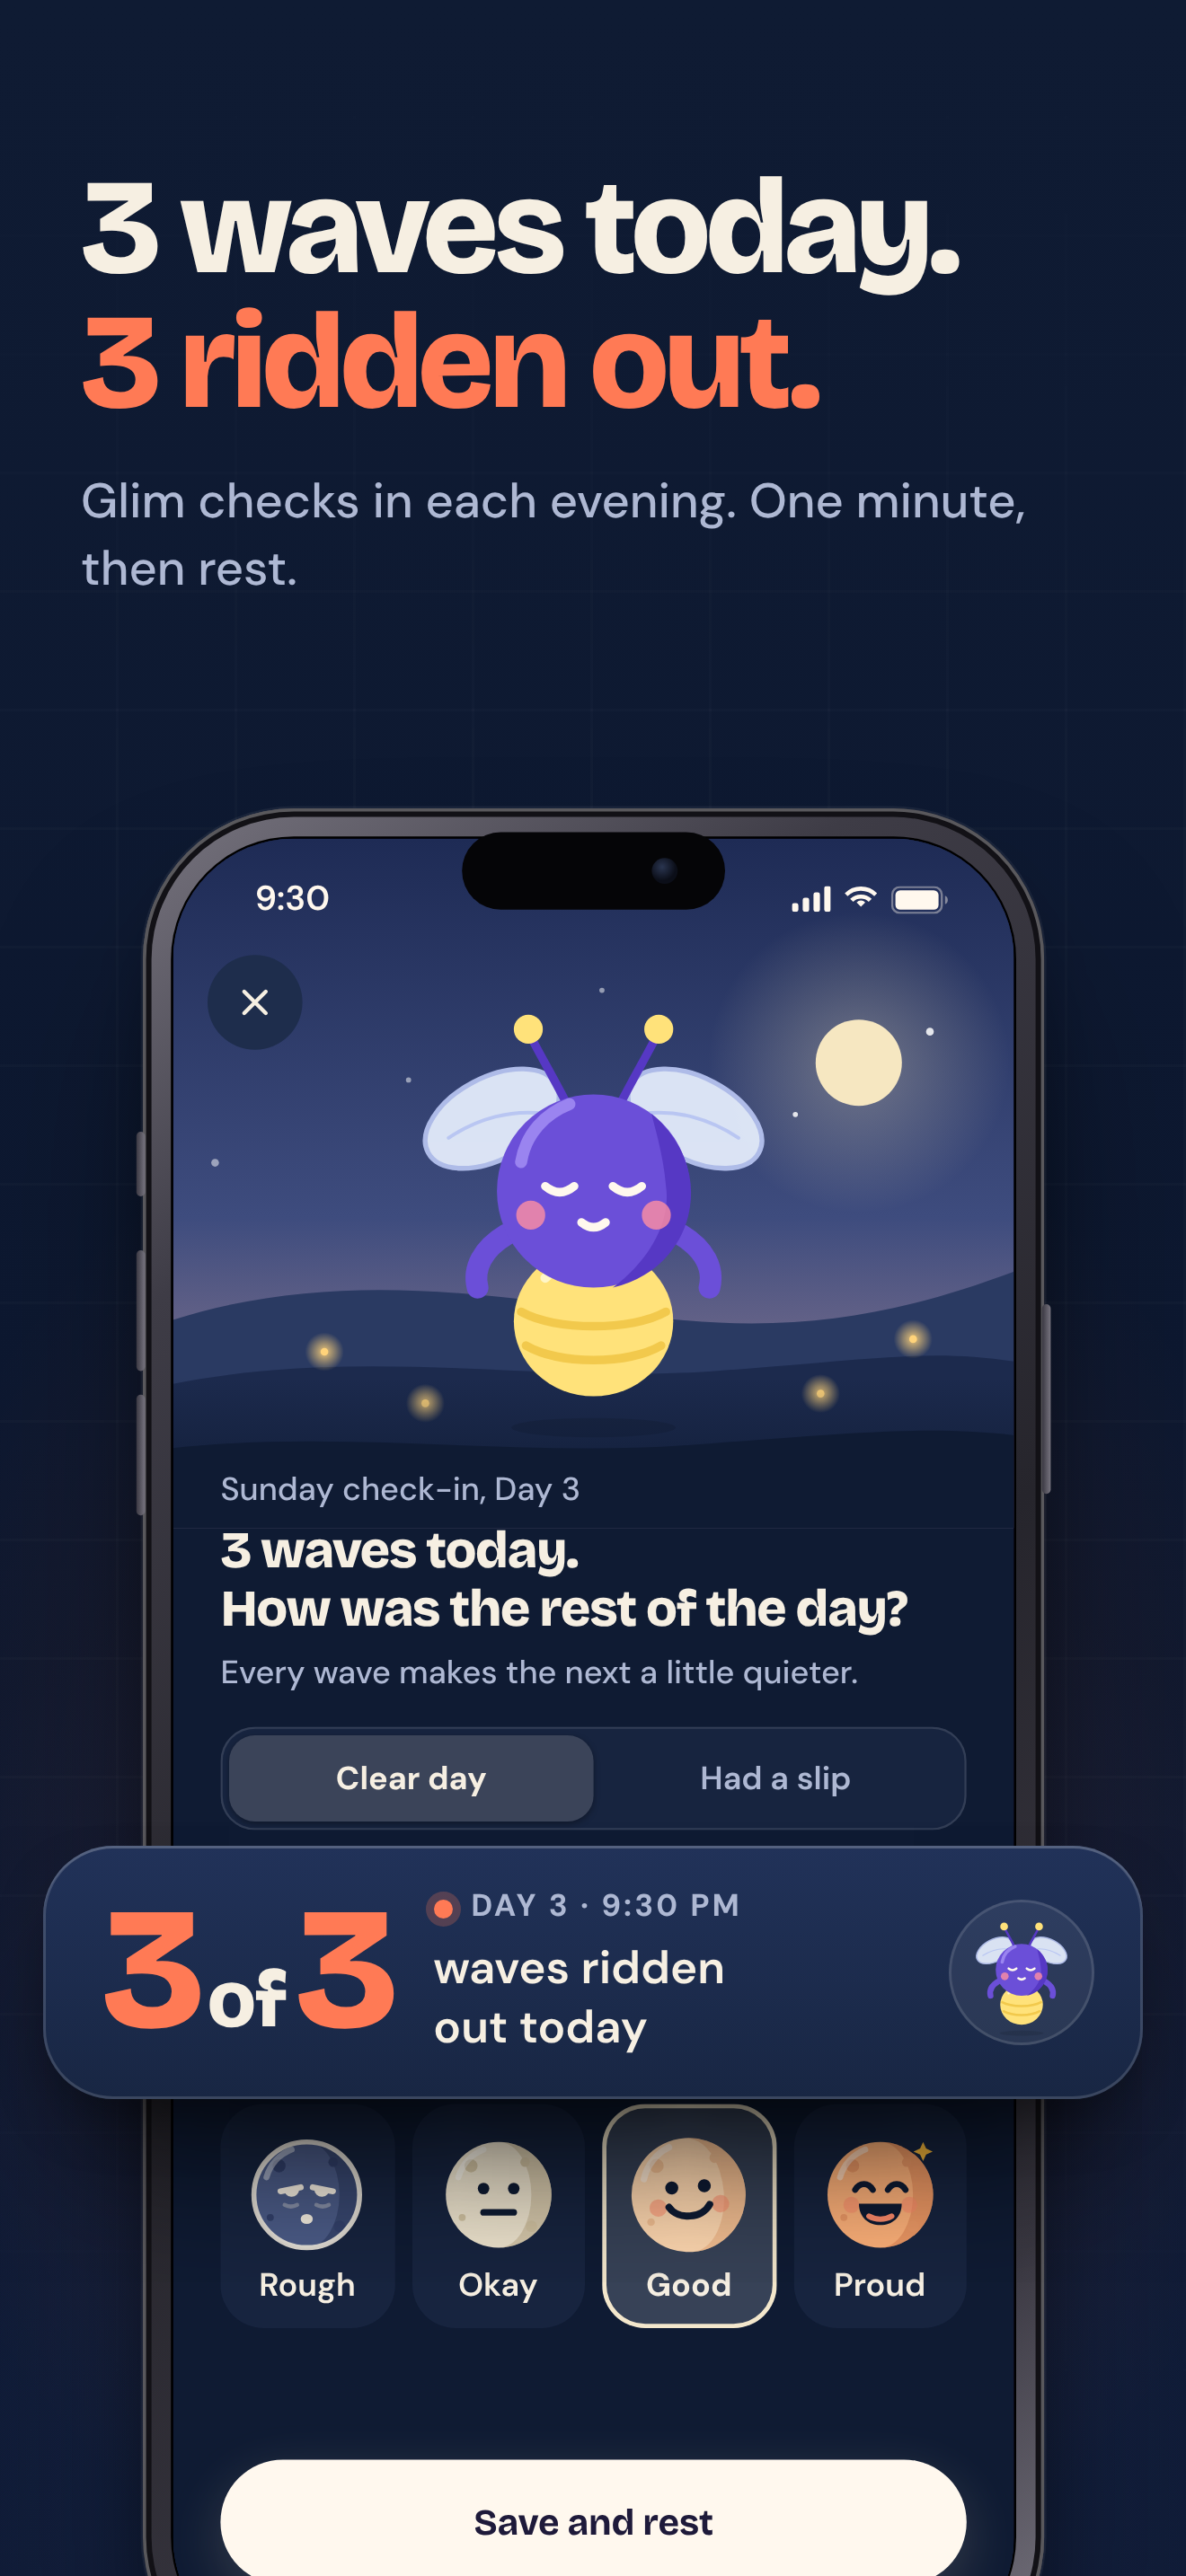 3 waves today.
3 ridden out.
Glim checks in each evening. One minute,
then rest.
9:30
Sunday check-in, Day 3
3 waves today.
How was the rest of the day?
Every wave makes the next a little quieter.
Clear day
Had a slip
3 of 3
DAY 3 · 9:30 PM
waves ridden
out today
Rough
Okay
Good
Proud
Save and rest